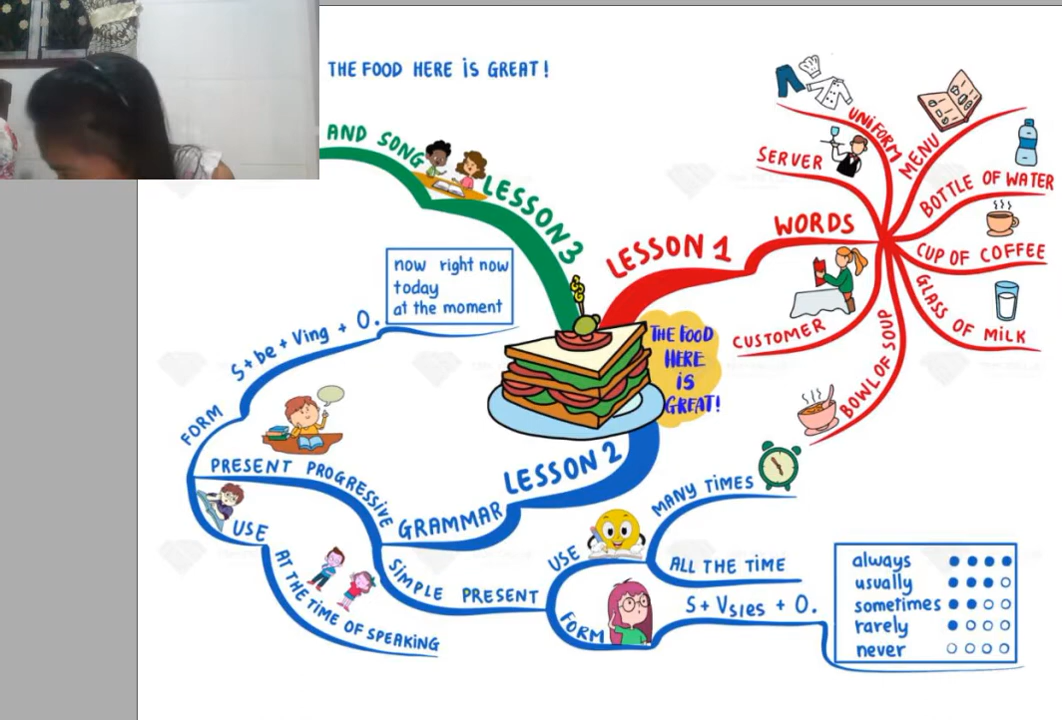 THE FOOD HERE iS GREAT!
AND SONG
LESSON 3
LESSON 1
WORDS
UNiFORM
MENU
SERVER
BOTTLE OF WATER
CUP OF COFFEE
GLASS OF MiLK
BOWL OF SOUP
CUSTOMER
THE FOOD
HERE
iS
GREAT!
LESSON 2
GRAMMAR
PRESENT PROGRESSiVE
FORM
S+be + Ving + O.
now right now
today
at the moment
USE
AT THE TiME OF SPEAKiNG
SiMPLE PRESENT
USE
MANY TiMES
ALL THE TiME
FORM
S+ Vs1es + O.
always
usually
sometimes
rarely
never